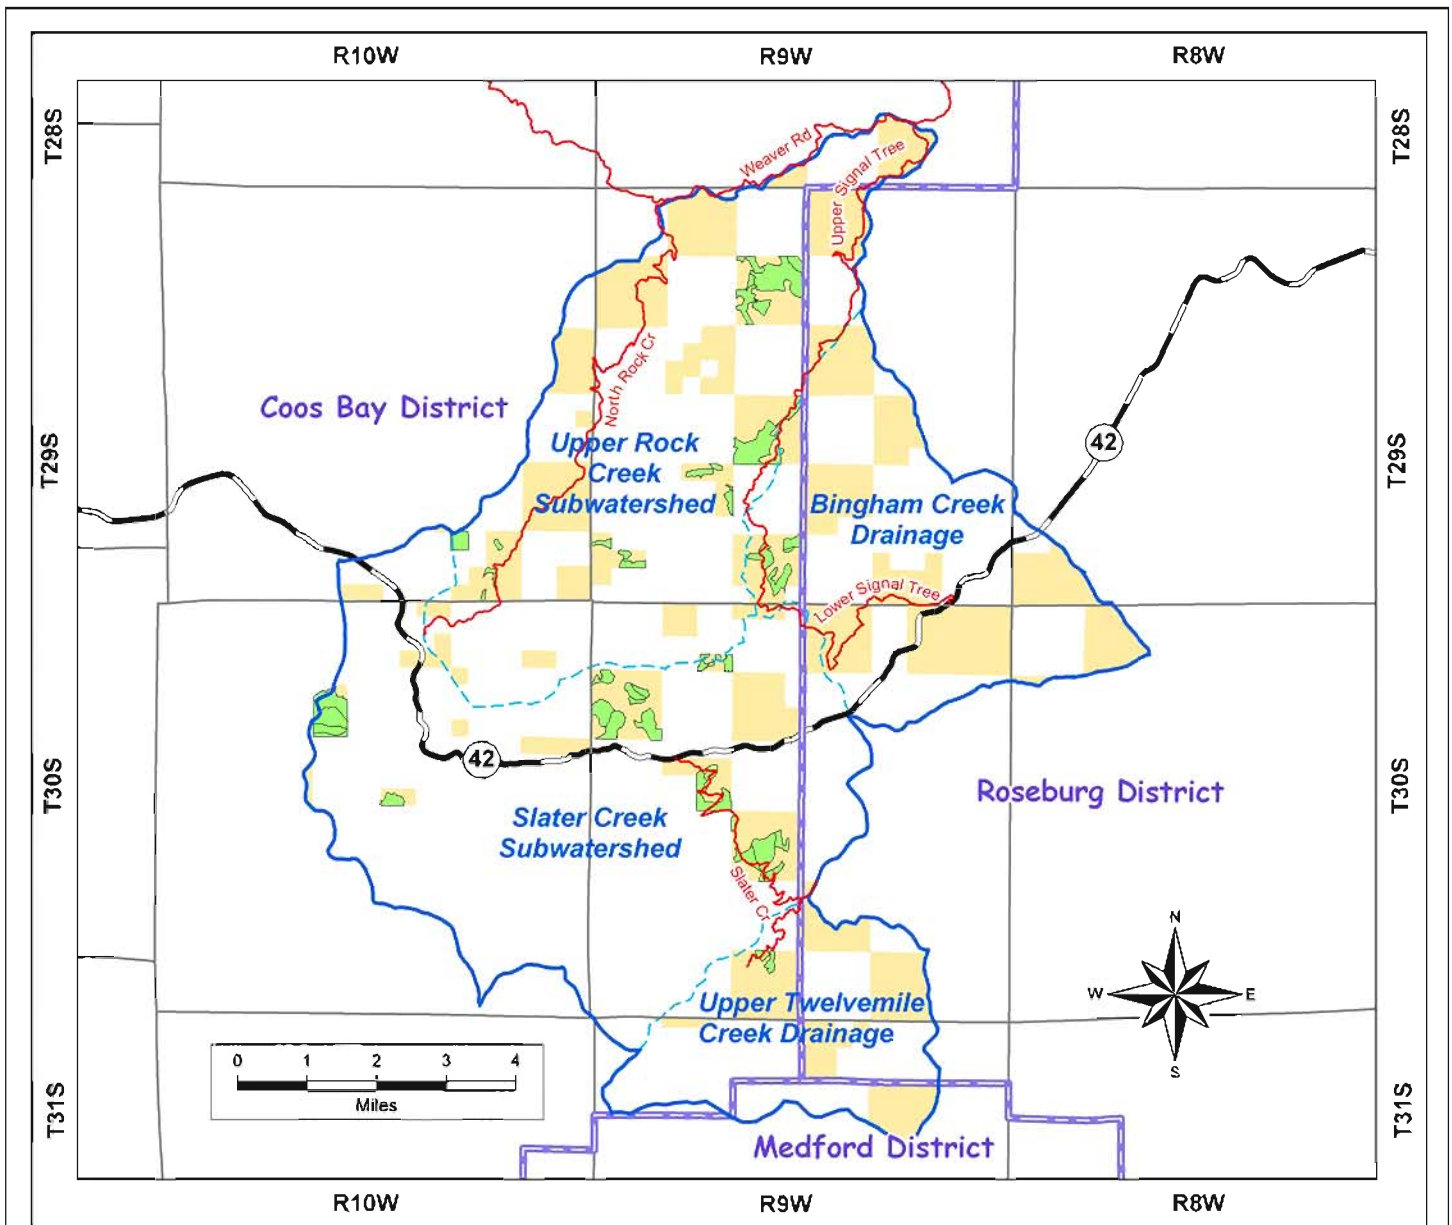 R10W R9W R8W
T28S T28S
Weaver Rd
Upper Signal Tree
North Rock Cr
Coos Bay District
42
T29S T29S
Upper Rock
Creek
Subwatershed
Bingham Creek
Drainage
Lower Signal Tree
42
T30S T30S
Roseburg District
Slater Creek
Subwatershed
Slater Cr
N
W E
S
Upper Twelvemile
Creek Drainage
0 1 2 3 4
Miles
T31S T31S
Medford District
R10W R9W R8W